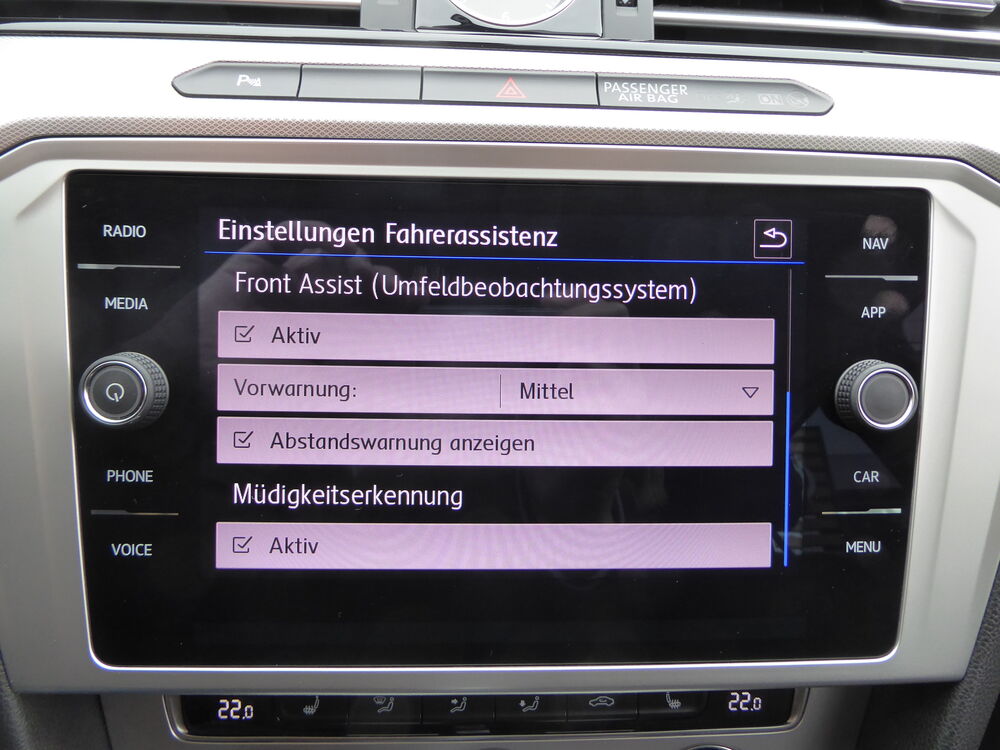 P
PASSENGER
AIR BAG
ON
RADIO
MEDIA
PHONE
VOICE
Einstellungen Fahrerassistenz
Front Assist (Umfeldbeobachtungssystem)
Aktiv
Vorwarnung: Mittel
Abstandswarnung anzeigen
Müdigkeitserkennung
Aktiv
NAV
APP
CAR
MENU
22.0
22.0